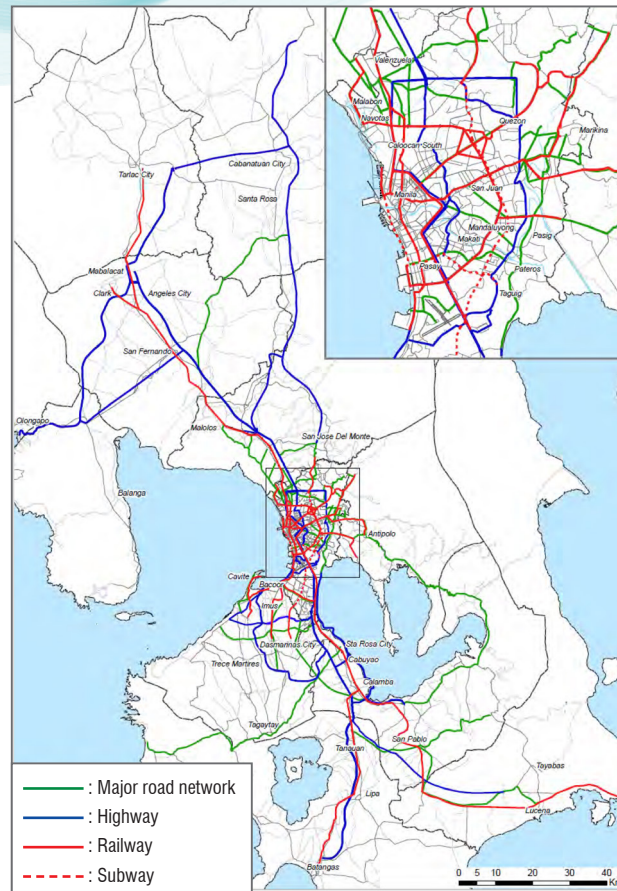 Valenzuela
Malabon
Navotas
Quezon
Marikina
Caloocan South
Manila
San Juan
Mandaluyong
Makati
Pasig
Pasay
Pateros
Taguig
Tarlac City
Cabanatuan City
Santa Rosa
Mabalacat
Clark
Angeles City
San Fernando
Olongapo
Malolos
San Jose Del Monte
Balanga
Antipolo
Cavite
Bacoor
Imus
Dasmarinas City
Sta Rosa City
Cabuyao
Trece Martires
Calamba
Tagaytay
San Pablo
Tanauan
Tayabas
Lipa
Lucena
Batangas
: Major road network
: Highway
: Railway
: Subway
0 5 10 20 30 40